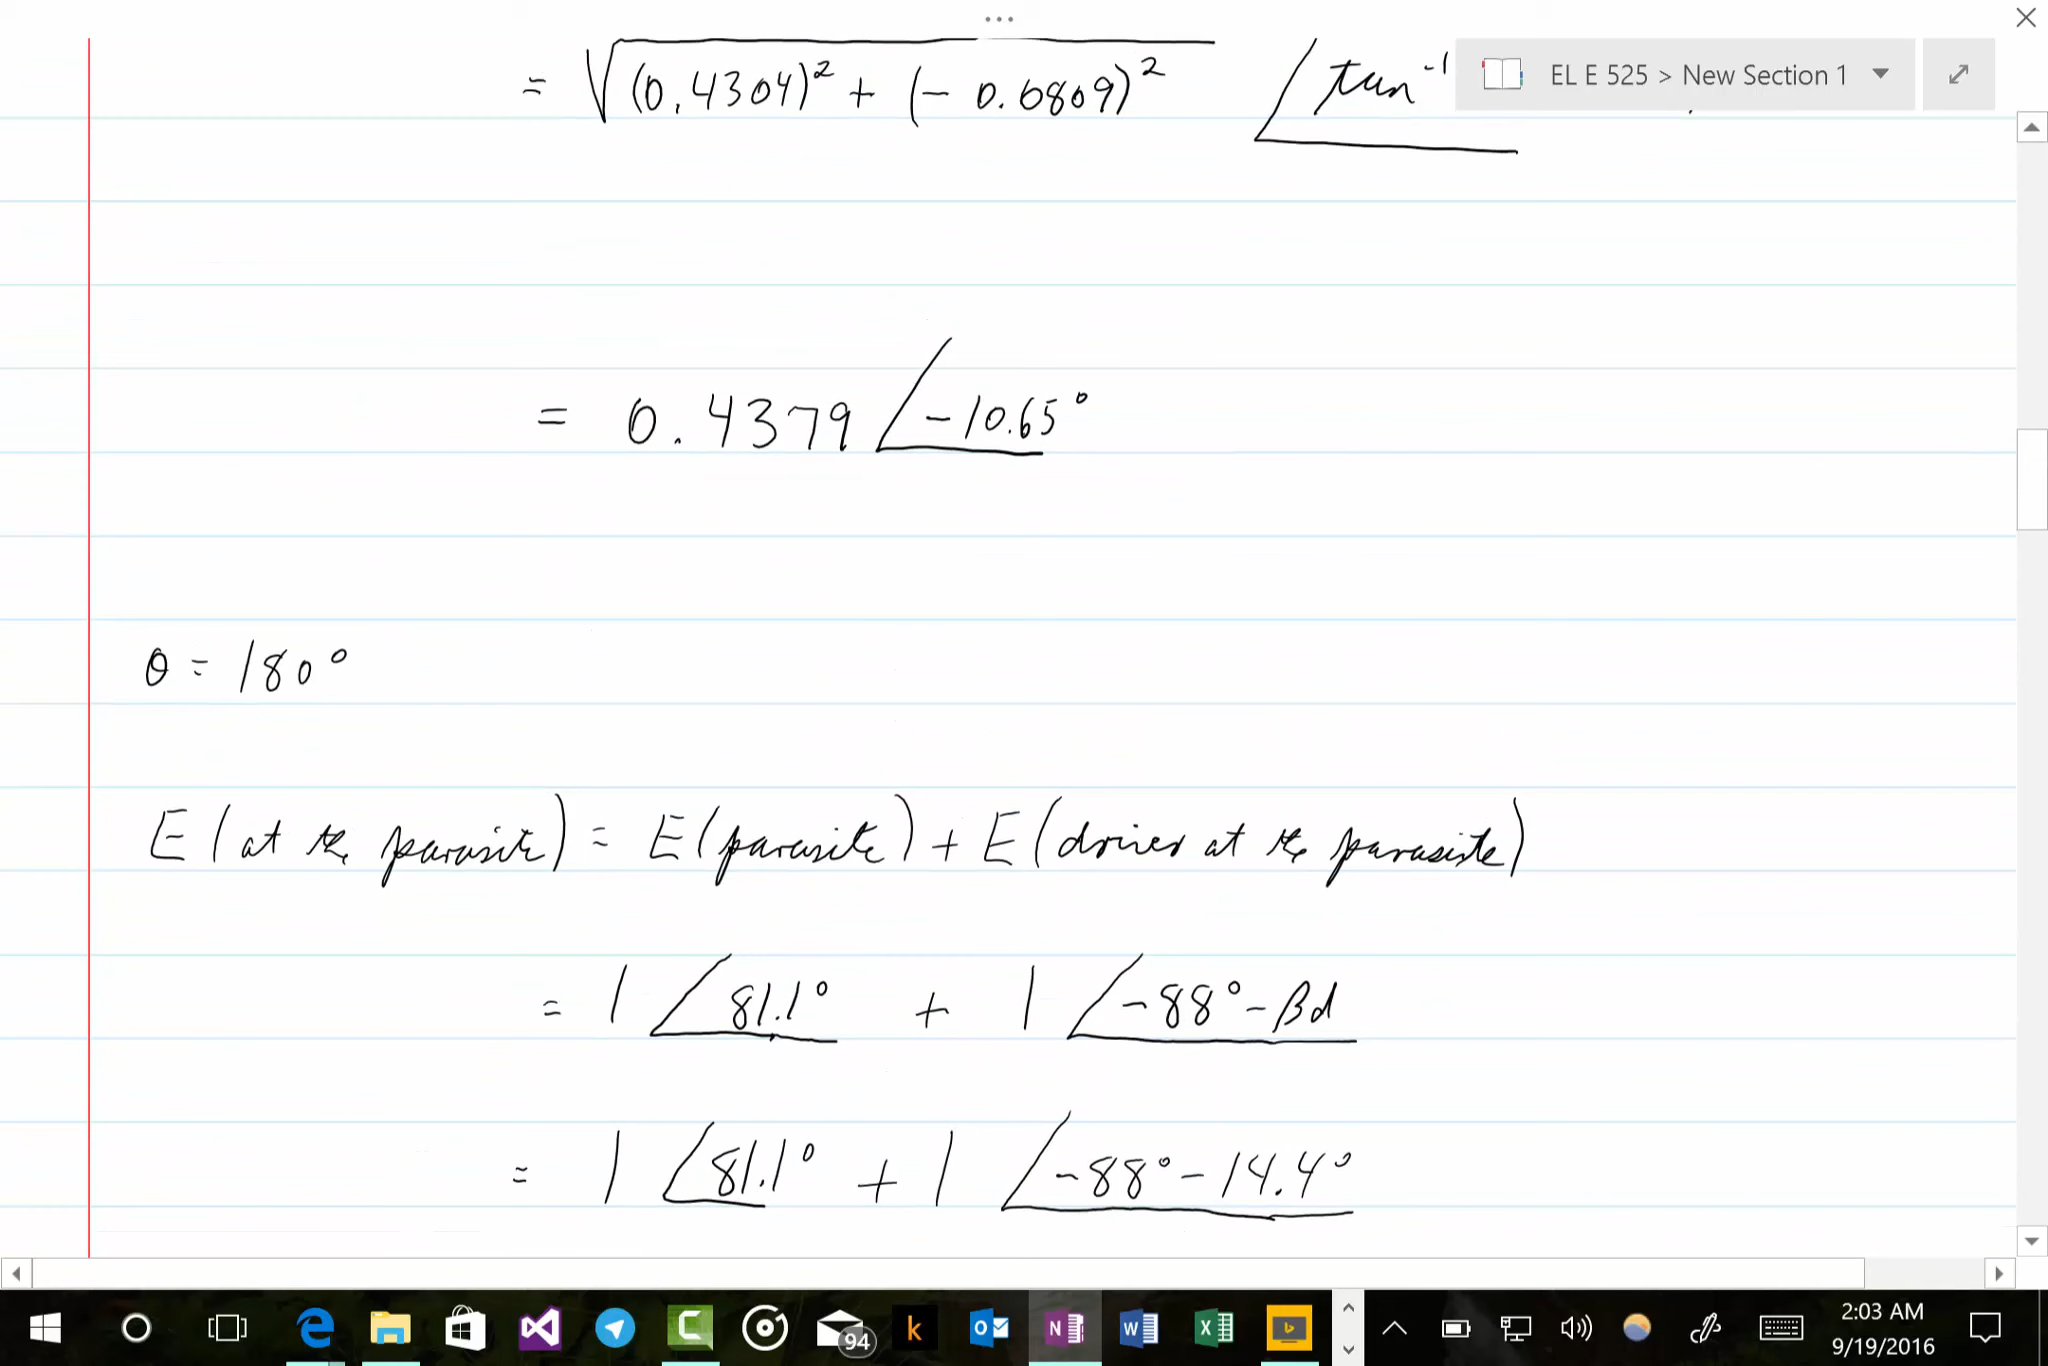 = √(0.4304)² + (- 0.0809)² ∠tan⁻¹
EL E 525 > New Section 1
= 0.4379 ∠-10.65°
θ = 180°
E (at the parasite) = E (parasite) + E (driver at the parasite)
= 1 ∠81.1° + 1 ∠-88° - βd
= 1 ∠81.1° + 1 ∠-88° - 14.4°
94
2:03 AM
9/19/2016